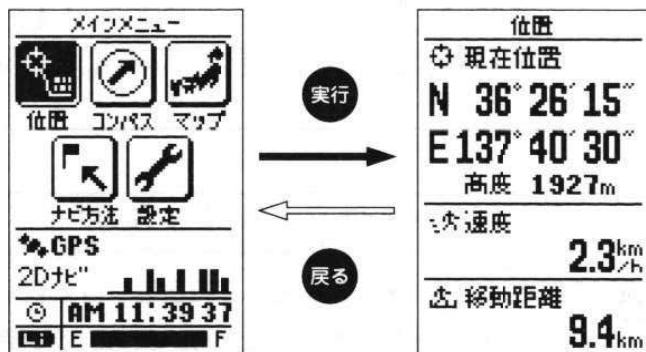 メインメニュー
位置 コンパス マップ
ナビ方法 設定
GPS
2Dナビ
AM 11:39 37
E F
実行
戻る
位置
現在位置
N 36°26′15″
E 137°40′30″
高度 1927m
速度
2.3km/h
移動距離
9.4km